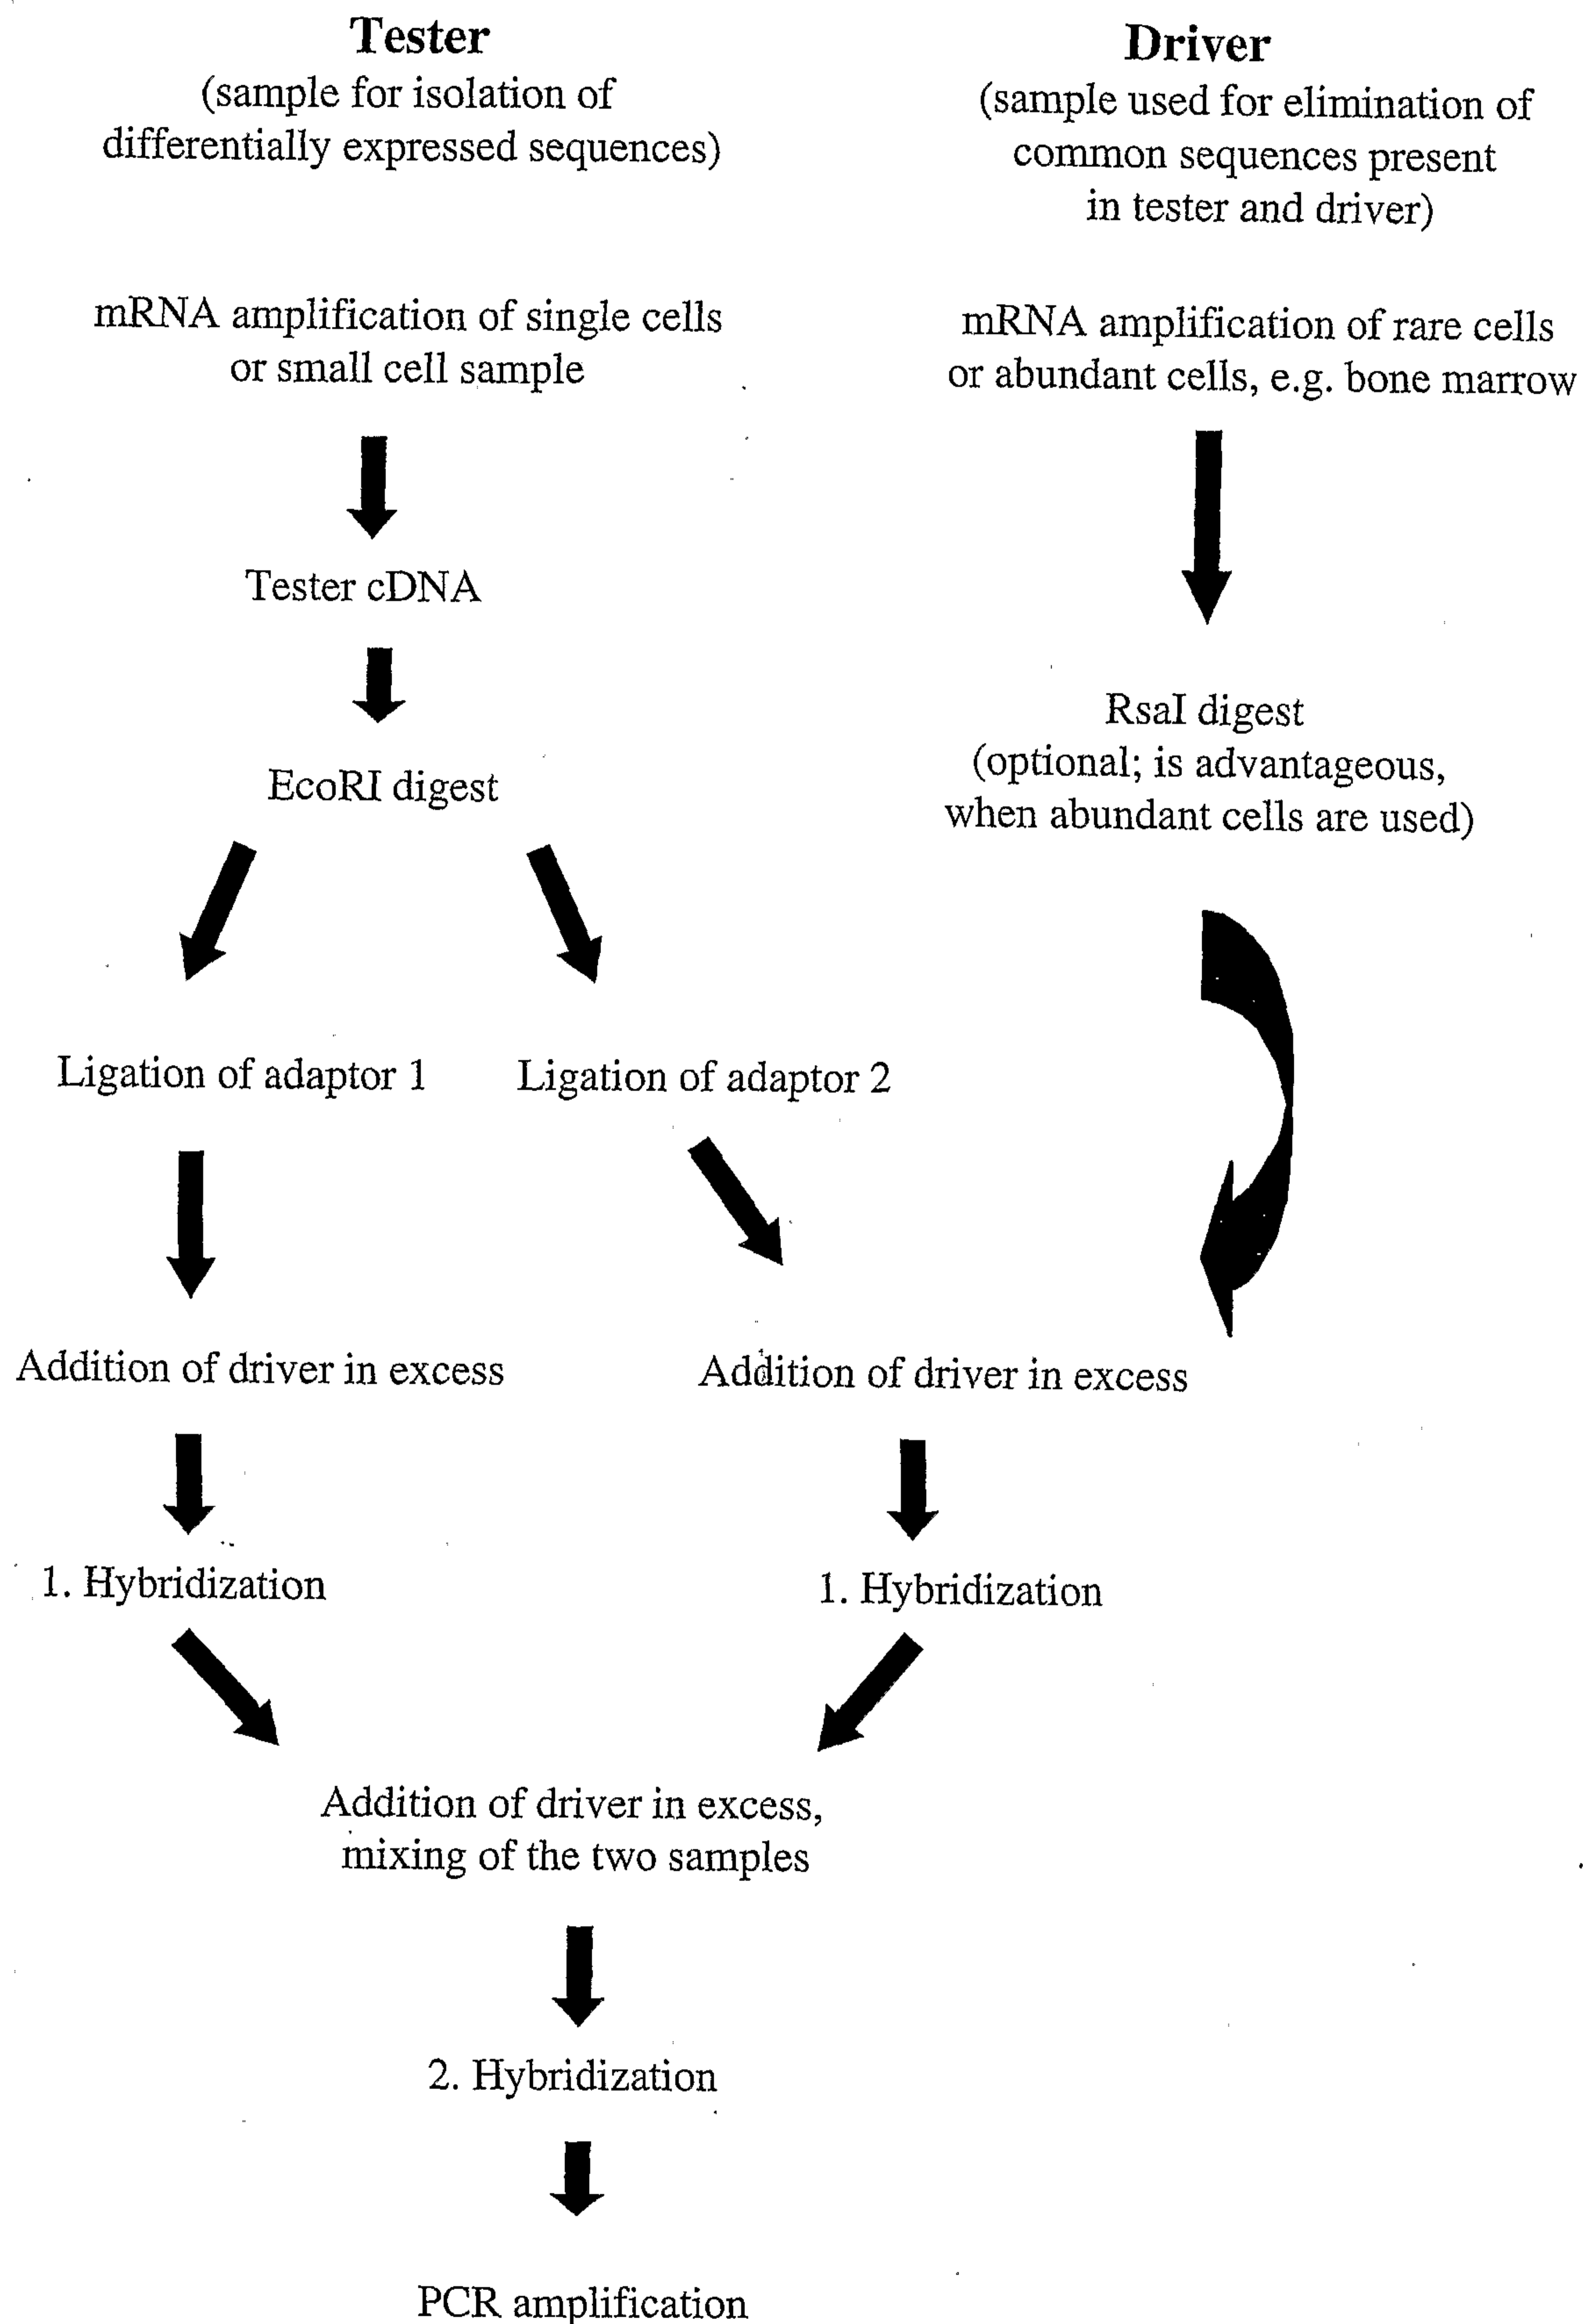 Tester
(sample for isolation of
differentially expressed sequences)
Driver
(sample used for elimination of
common sequences present
in tester and driver)
mRNA amplification of single cells
or small cell sample
mRNA amplification of rare cells
or abundant cells, e.g. bone marrow
Tester cDNA
EcoRI digest
RsaI digest
(optional; is advantageous,
when abundant cells are used)
Ligation of adaptor 1
Ligation of adaptor 2
Addition of driver in excess
Addition of driver in excess
1. Hybridization
1. Hybridization
Addition of driver in excess,
mixing of the two samples
2. Hybridization
PCR amplification